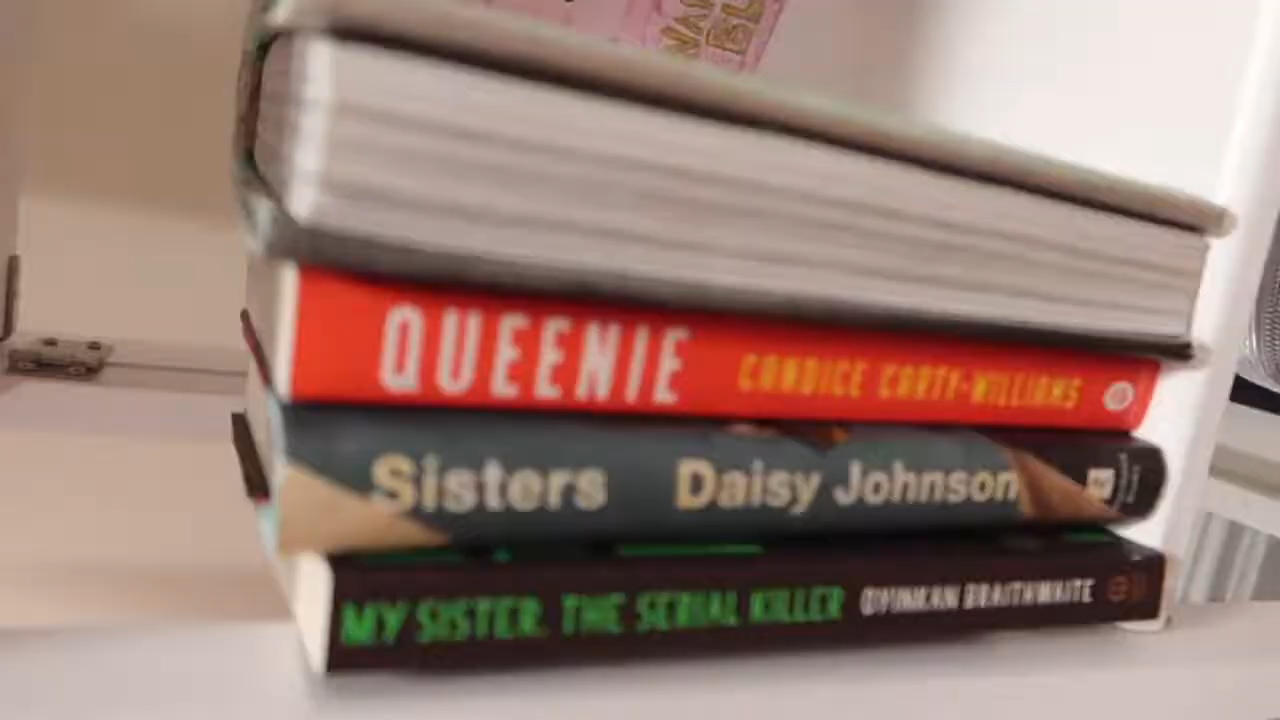 QUEENIE CANDICE CARTY-WILLIAMS
Sisters Daisy Johnson
MY SISTER, THE SERIAL KILLER OYINKAN BRAITHWAITE